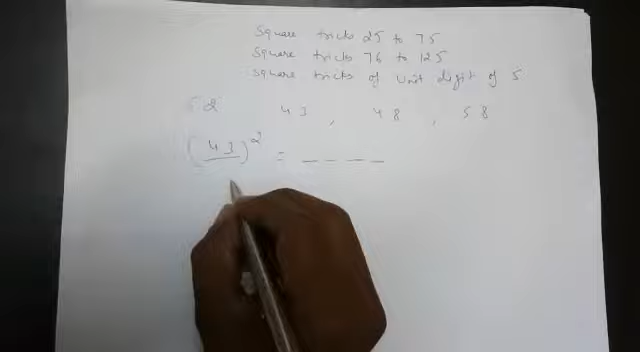 Square tricks 25 to 75
Square tricks 76 to 125
Square tricks of unit digit of 5
52 43 , 48 , 58
(43)² = _ _ _ _